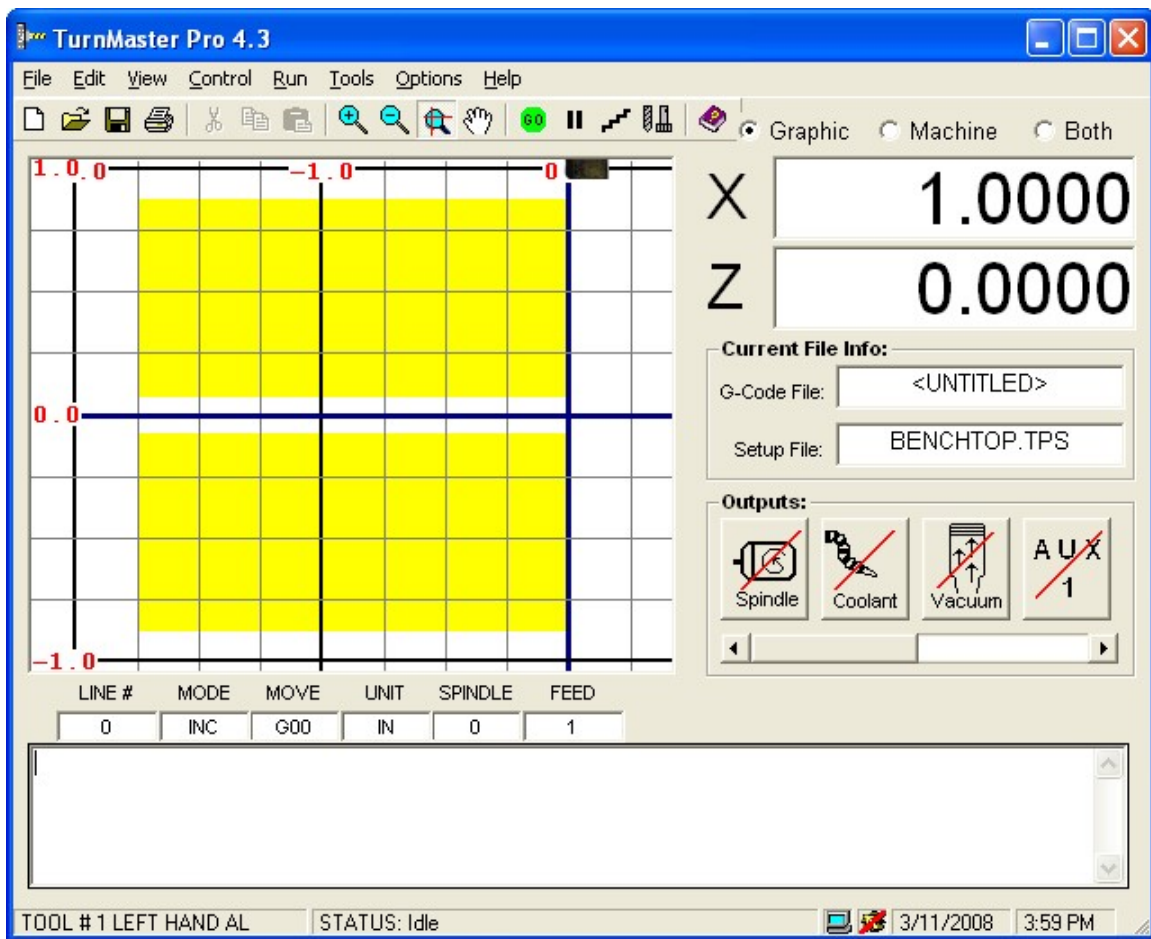 TurnMaster Pro 4.3
File Edit View Control Run Tools Options Help
GO
Graphic Machine Both
1.0 .0 -1.0 0
0.0
-1.0
X 1.0000
Z 0.0000
Current File Info:
G-Code File: <UNTITLED>
Setup File: BENCHTOP.TPS
Outputs:
Spindle Coolant Vacuum AUX 1
LINE # MODE MOVE UNIT SPINDLE FEED
0 INC G00 IN 0 1
TOOL # 1 LEFT HAND AL STATUS: Idle 3/11/2008 3:59 PM